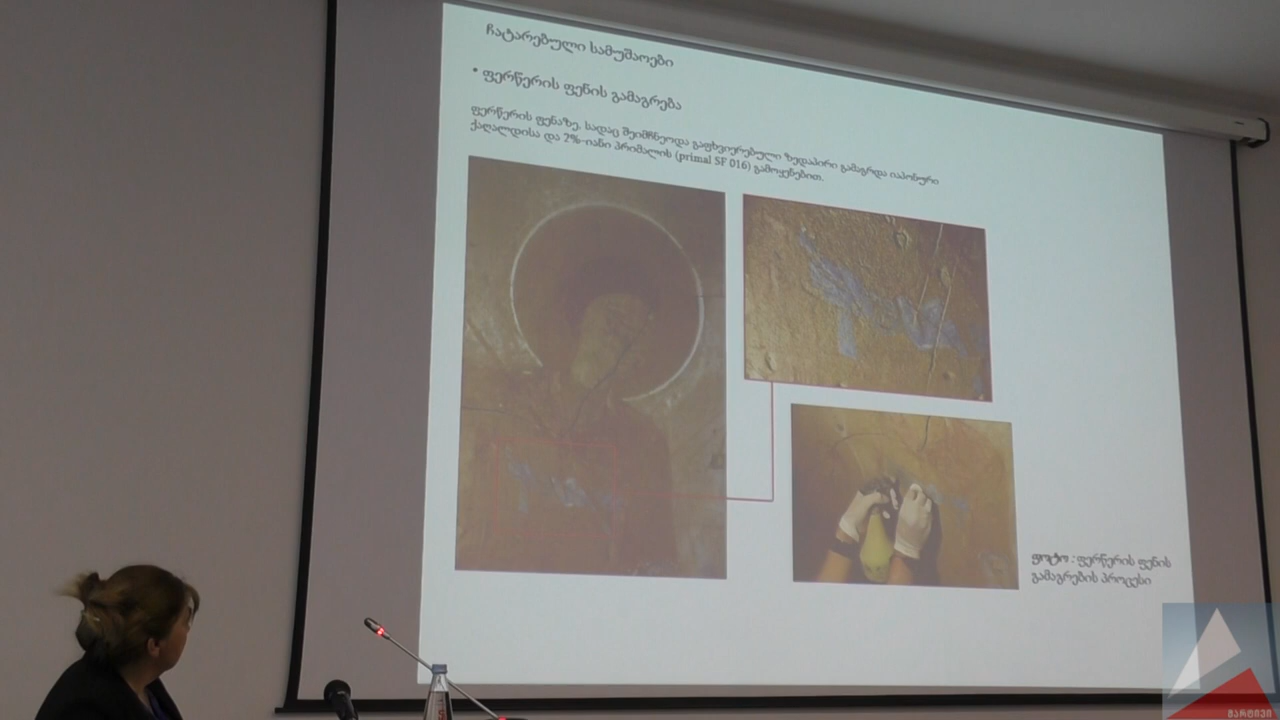 ჩატარებული სამუშაოები
• ფერწერის ფენის გამაგრება
ფერწერის ფენაზე, სადაც შეიმჩნეოდა გაფხვიერებული ზედაპირი გამაგრდა იაპონური
ქაღალდისა და 2%-იანი პრიმალის (primal SF 016) გამოყენებით.
ფოტო : ფერწერის ფენის
გამაგრების პროცესი
მარტივი